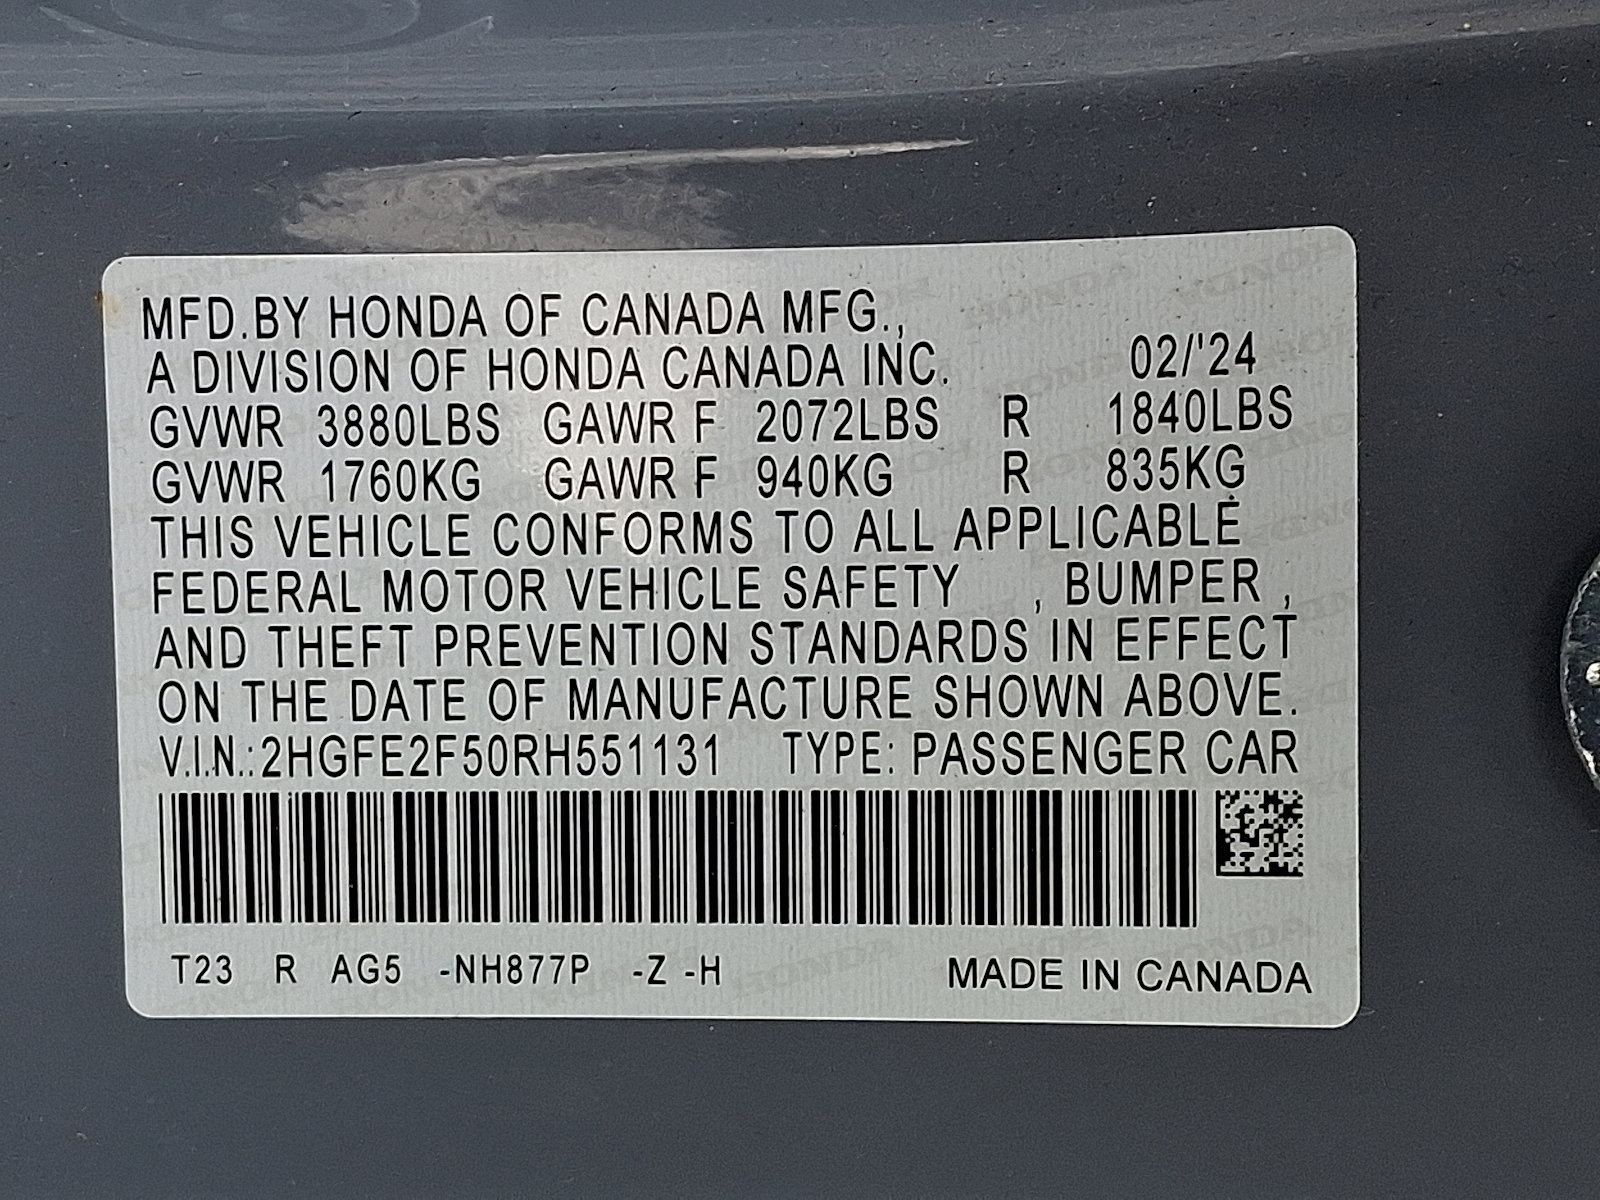 MFD.BY HONDA OF CANADA MFG.,
A DIVISION OF HONDA CANADA INC. 02/'24
GVWR 3880LBS GAWR F 2072LBS R 1840LBS
GVWR 1760KG GAWR F 940KG R 835KG
THIS VEHICLE CONFORMS TO ALL APPLICABLE
FEDERAL MOTOR VEHICLE SAFETY , BUMPER ,
AND THEFT PREVENTION STANDARDS IN EFFECT
ON THE DATE OF MANUFACTURE SHOWN ABOVE.
V.I.N.:2HGFE2F50RH551131 TYPE: PASSENGER CAR
T23 R AG5 -NH877P -Z -H MADE IN CANADA